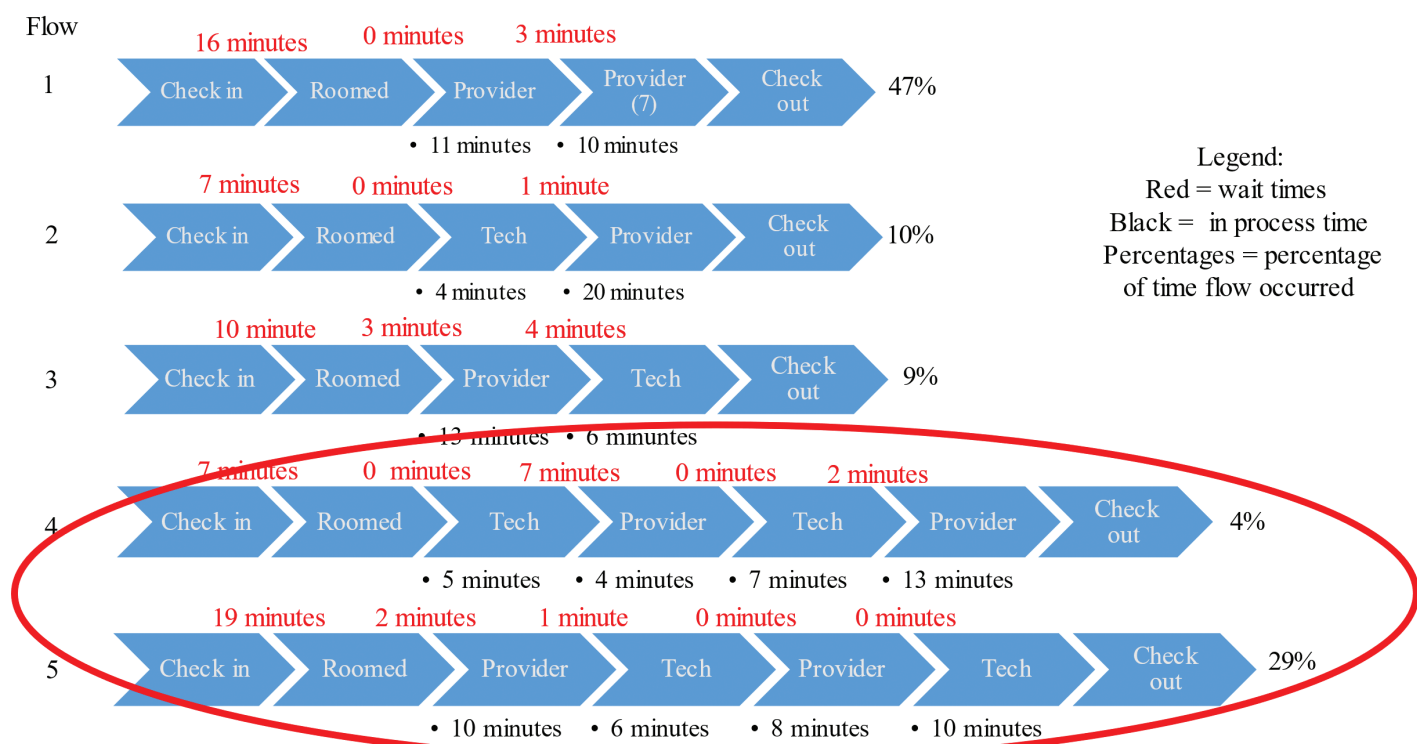 Flow
16 minutes 0 minutes 3 minutes
1 Check in Roomed Provider Provider (7) Check out 47%
• 11 minutes • 10 minutes
7 minutes 0 minutes 1 minute
2 Check in Roomed Tech Provider Check out 10%
• 4 minutes • 20 minutes
10 minute 3 minutes 4 minutes
3 Check in Roomed Provider Tech Check out 9%
• 13 minutes • 6 minuntes
7 minutes 0 minutes 7 minutes 0 minutes 2 minutes
4 Check in Roomed Tech Provider Tech Provider Check out 4%
• 5 minutes • 4 minutes • 7 minutes • 13 minutes
19 minutes 2 minutes 1 minute 0 minutes 0 minutes
5 Check in Roomed Provider Tech Provider Tech Check out 29%
• 10 minutes • 6 minutes • 8 minutes • 10 minutes
Legend:
Red = wait times
Black = in process time
Percentages = percentage
of time flow occurred